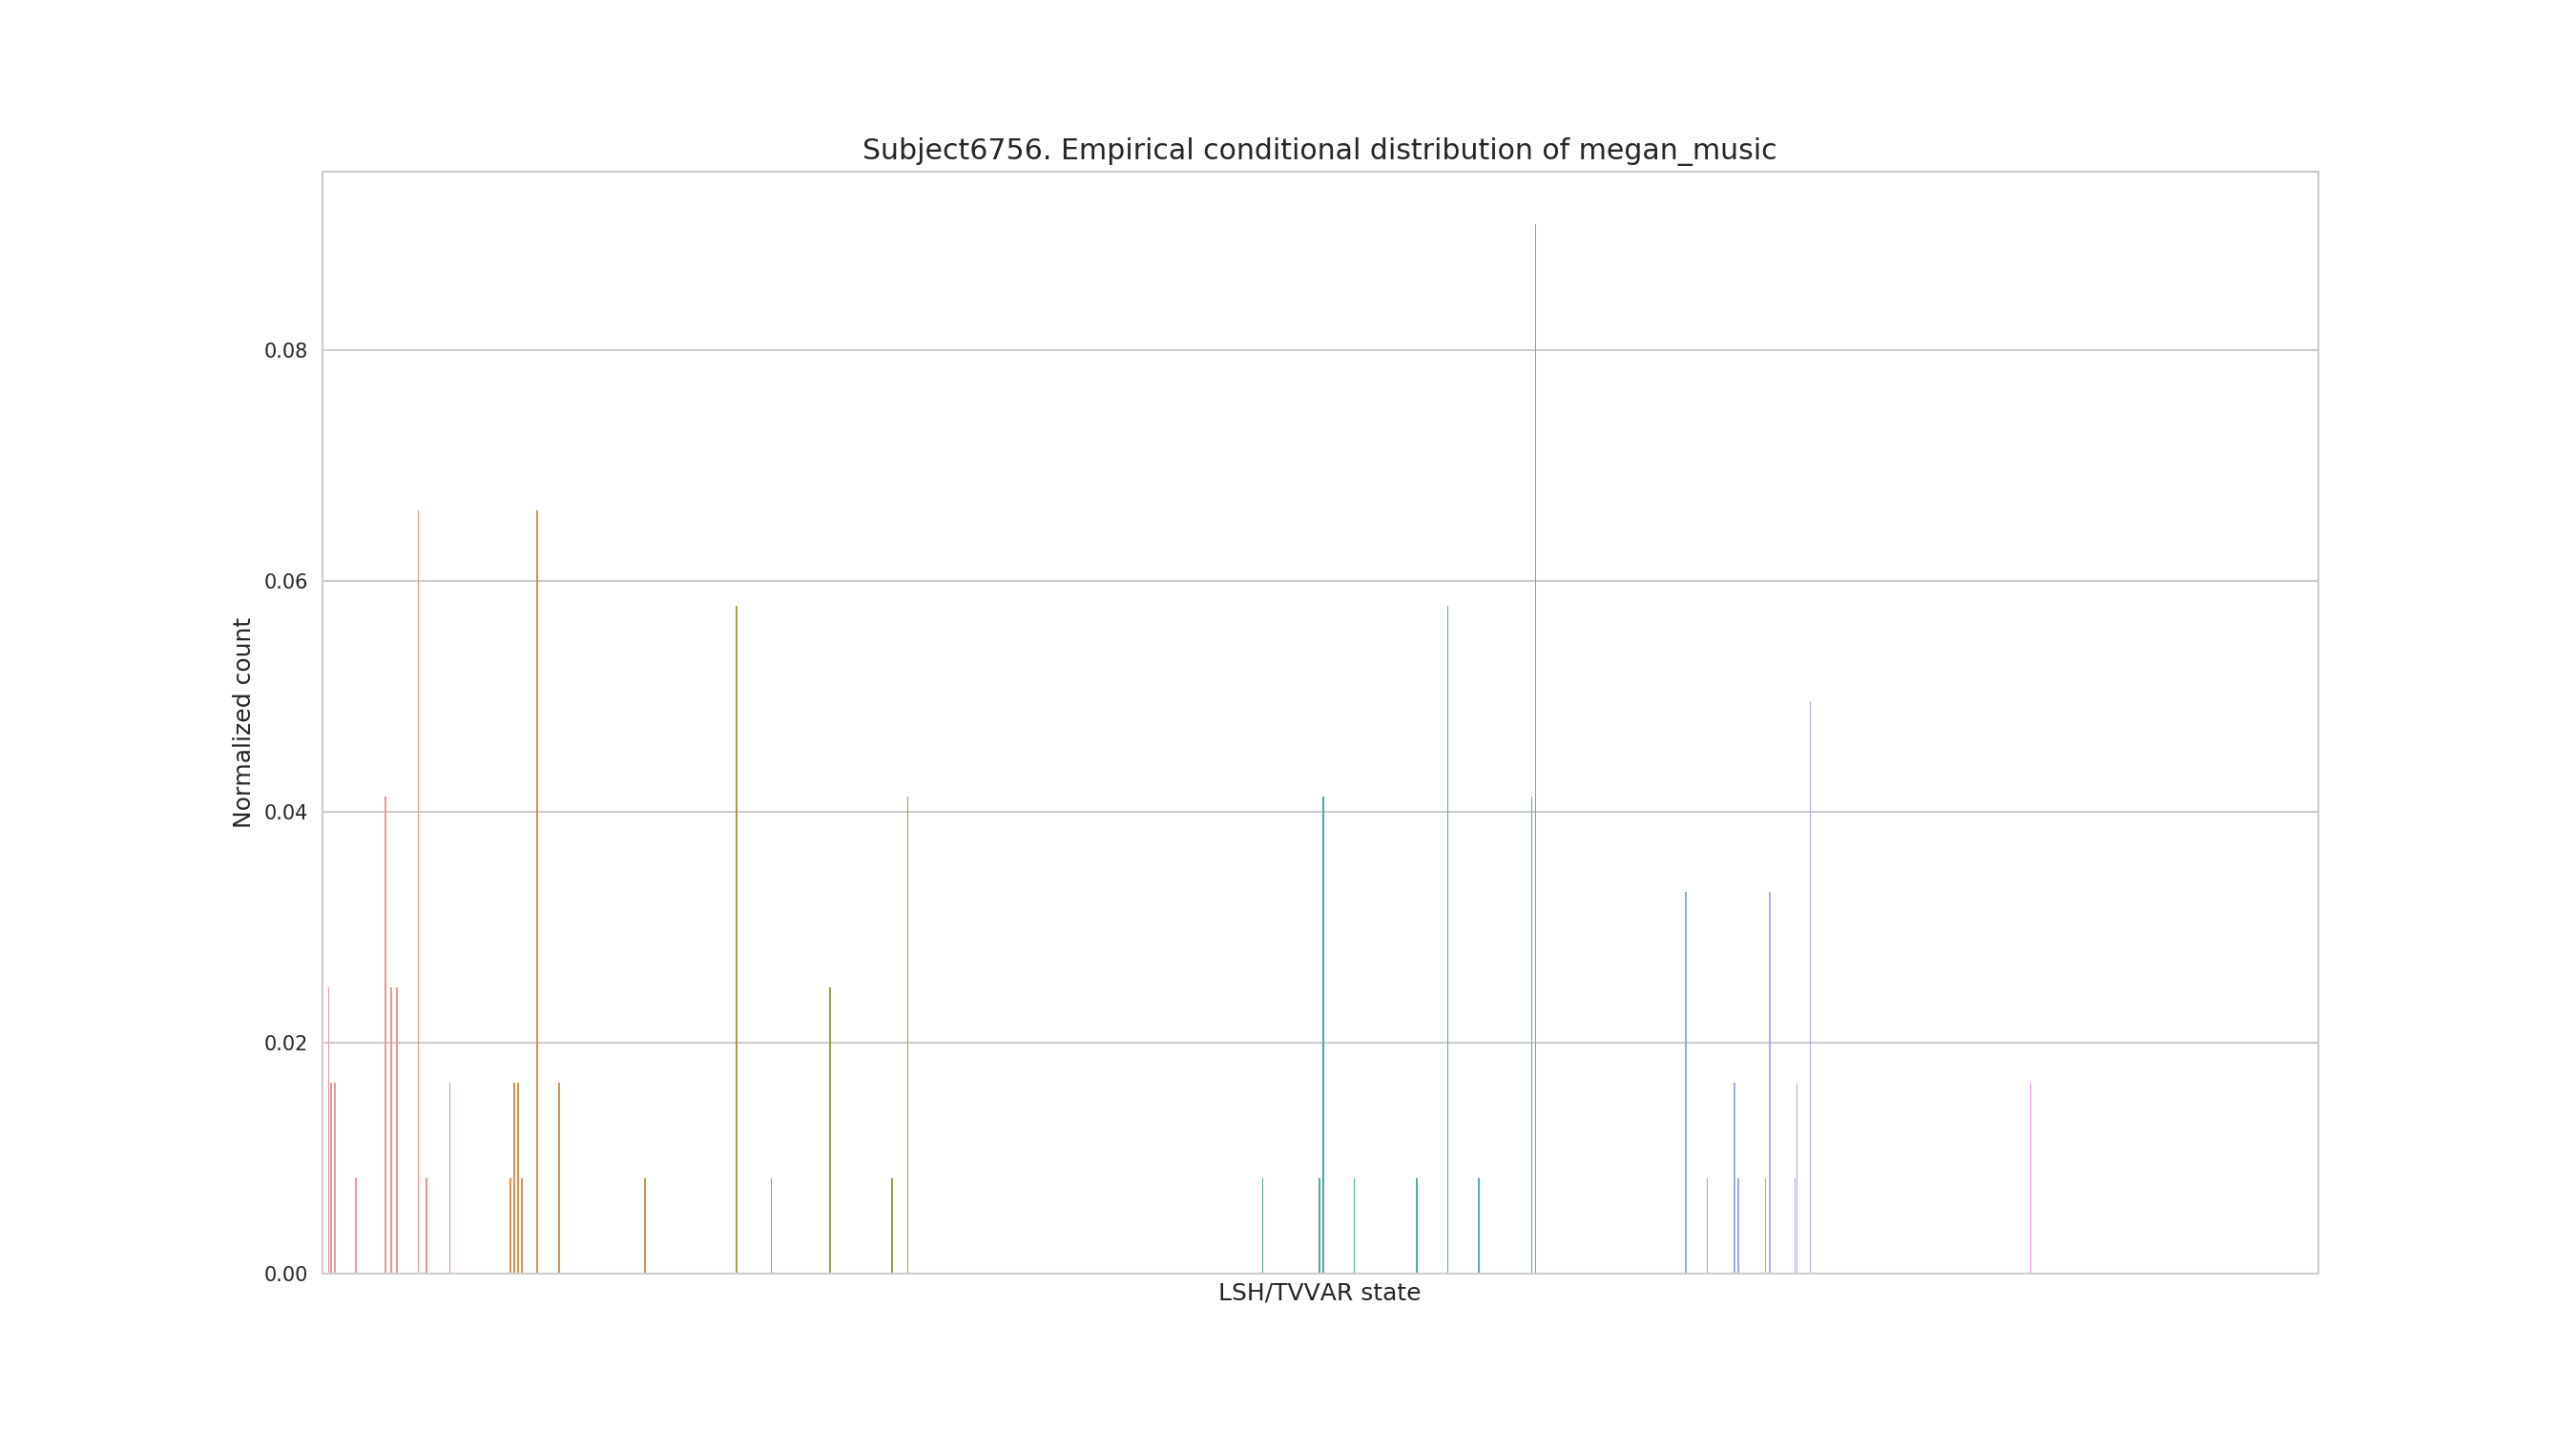 Subject6756. Empirical conditional distribution of megan_music
Normalized count
0.08
0.06
0.04
0.02
0.00
LSH/TVVAR state